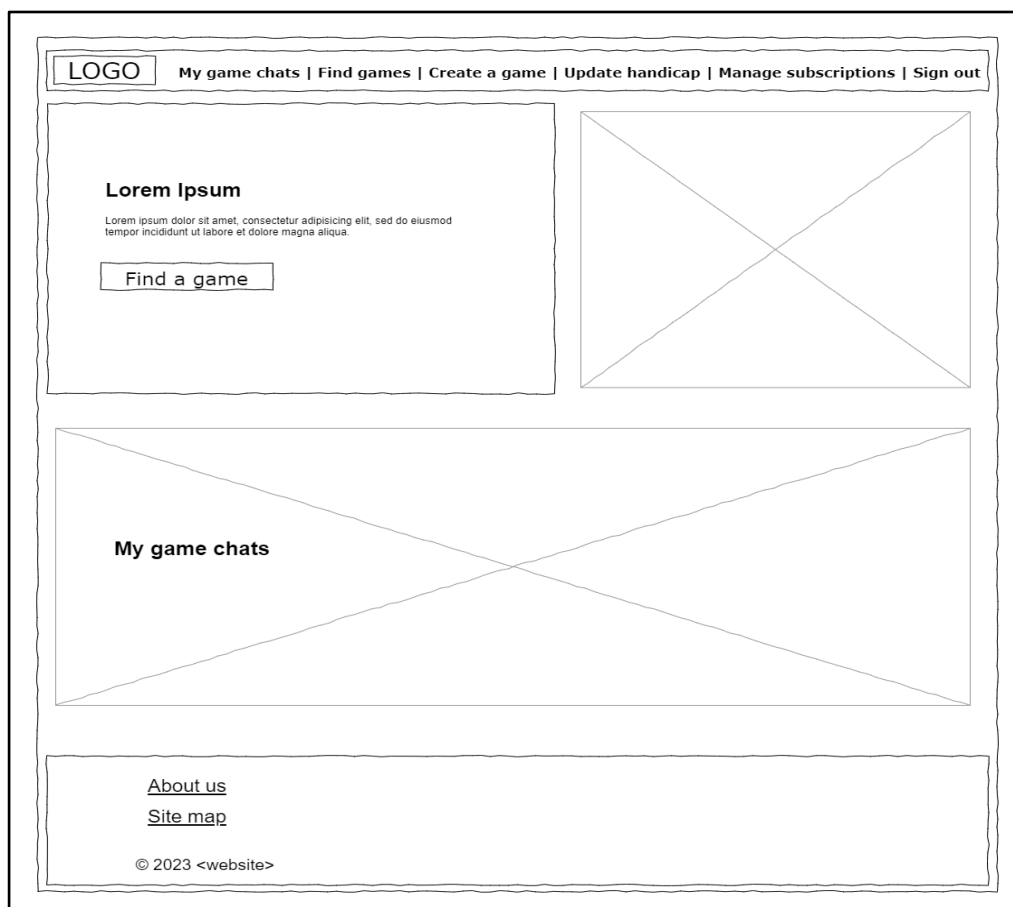 LOGO
My game chats | Find games | Create a game | Update handicap | Manage subscriptions | Sign out
Lorem Ipsum
Lorem ipsum dolor sit amet, consectetur adipisicing elit, sed do eiusmod
tempor incididunt ut labore et dolore magna aliqua.
Find a game
My game chats
About us
Site map
© 2023 <website>